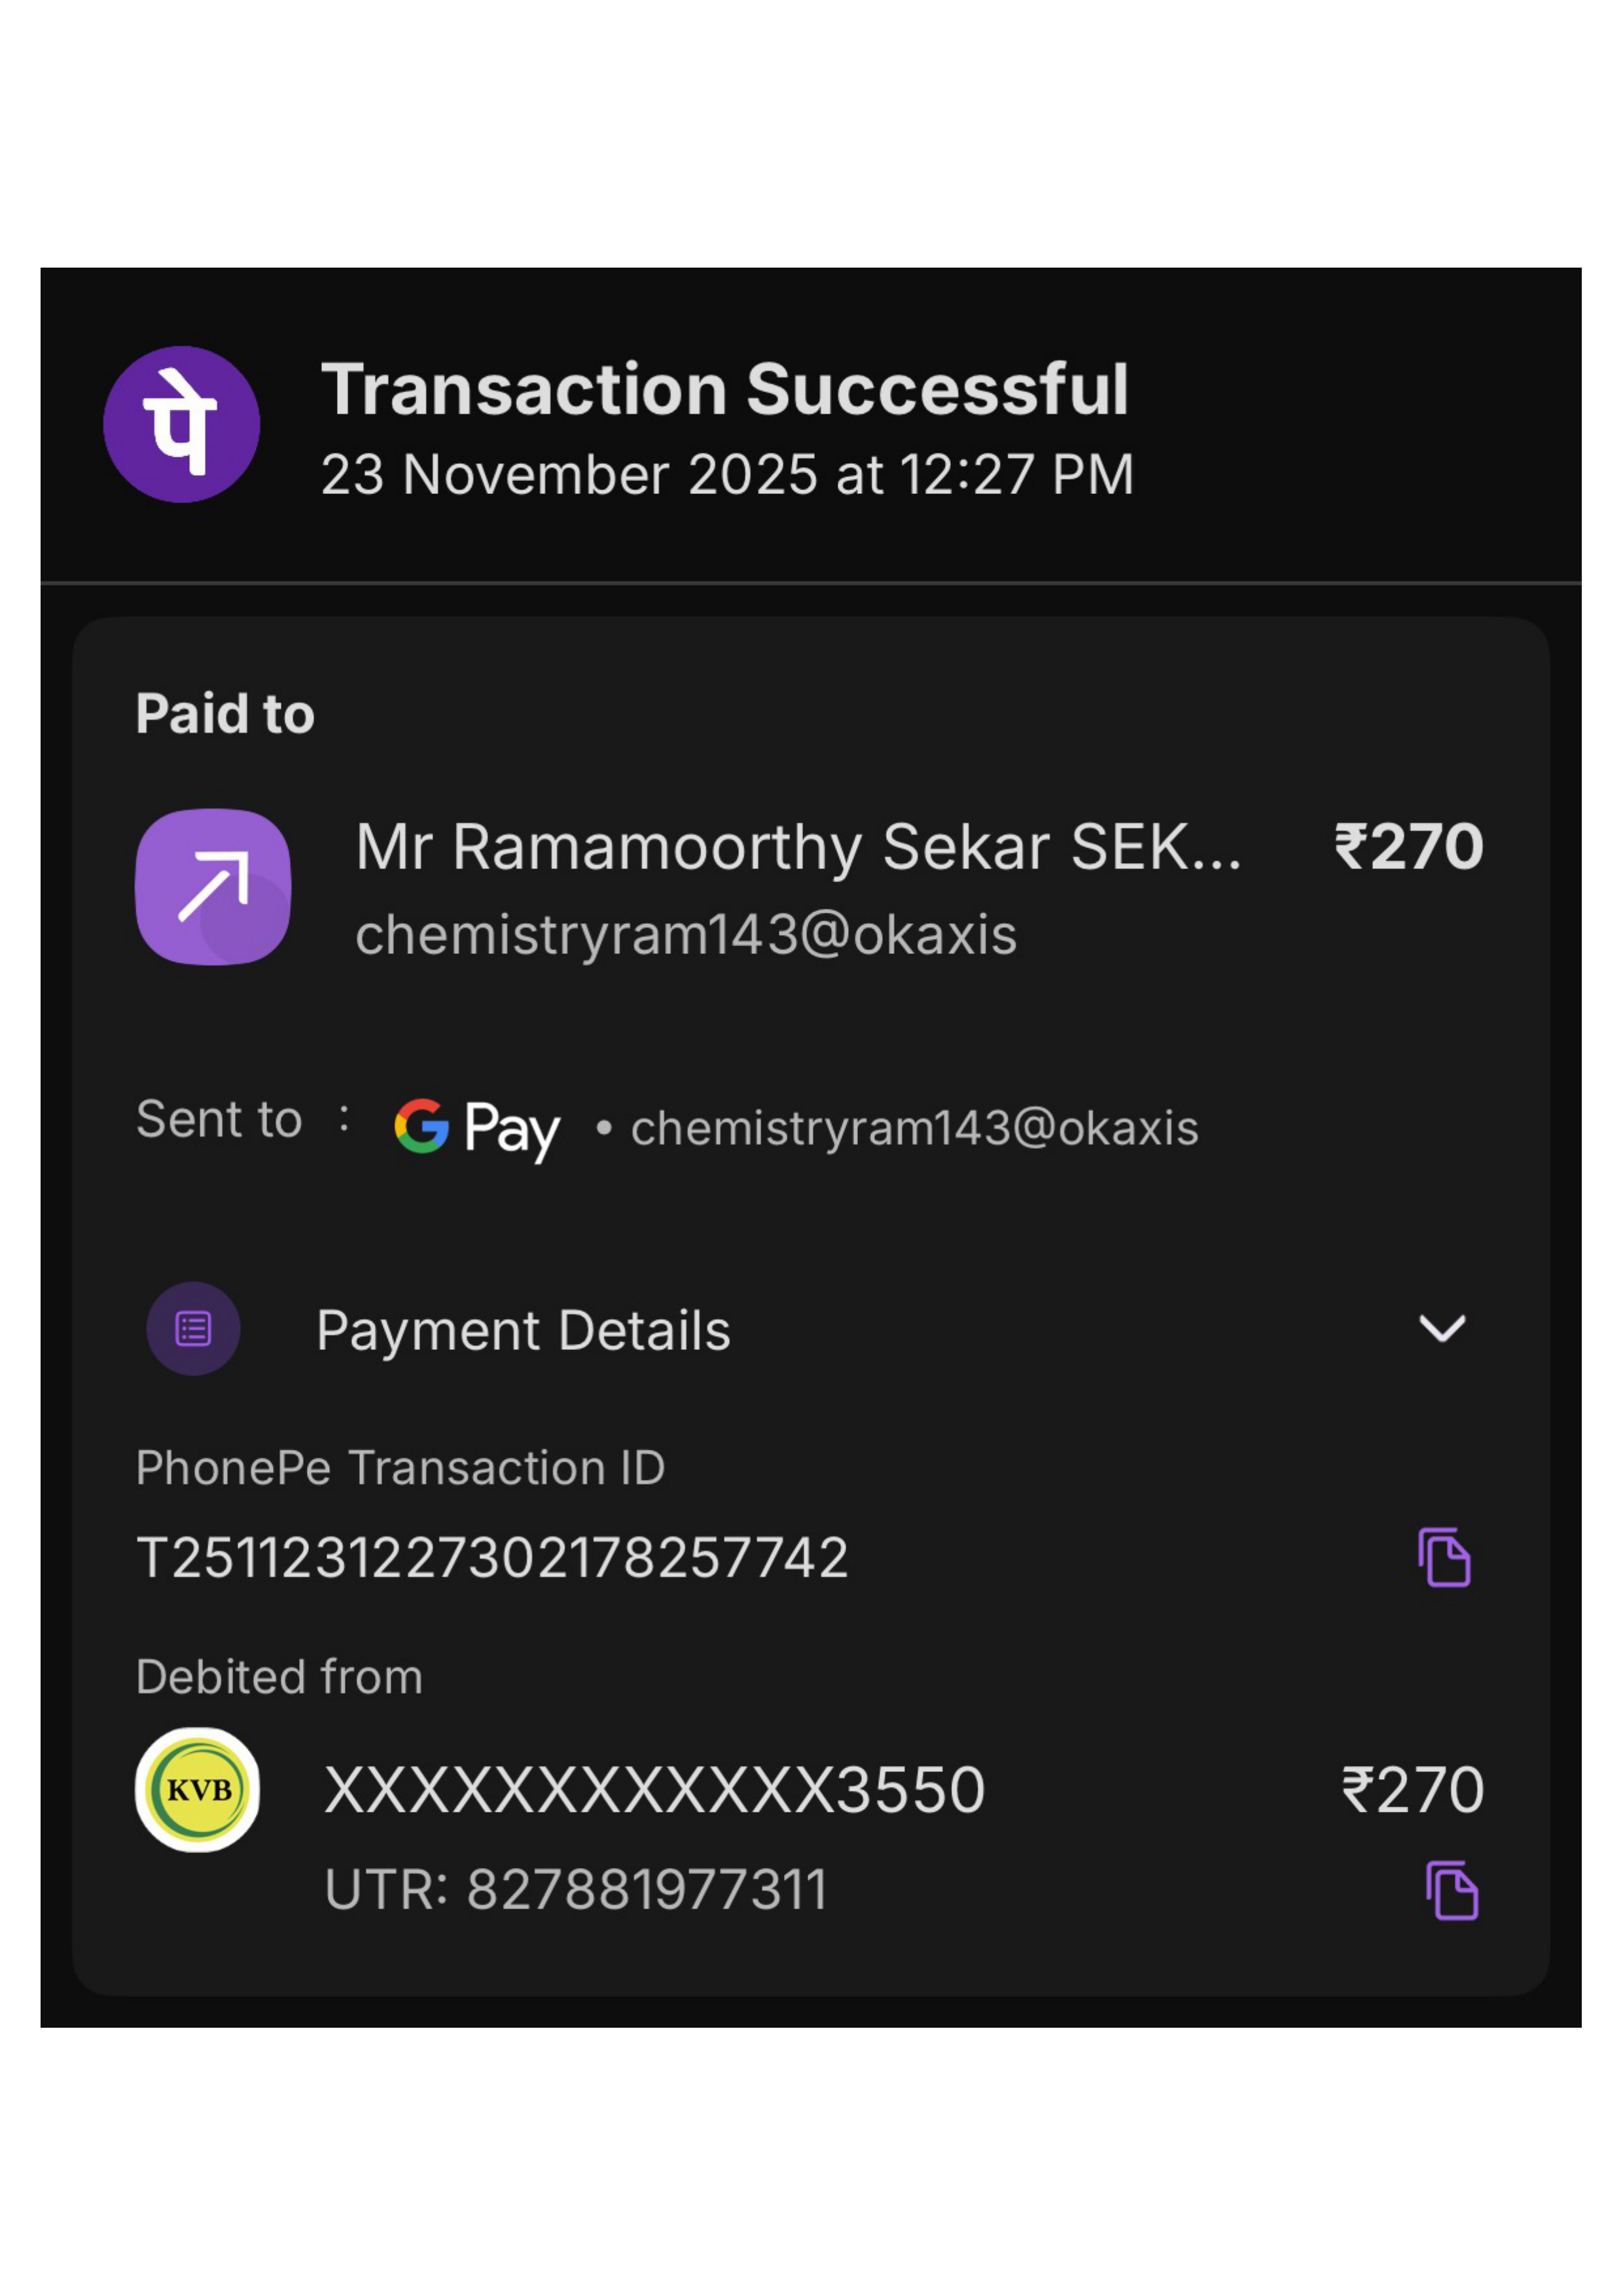 पे
Transaction Successful
23 November 2025 at 12:27 PM
Paid to
Mr Ramamoorthy Sekar SEK... ₹270
chemistryram143@okaxis
Sent to : G Pay • chemistryram143@okaxis
Payment Details
PhonePe Transaction ID
T2511231227302178257742
Debited from
KVB XXXXXXXXXXXX3550 ₹270
UTR: 827881977311